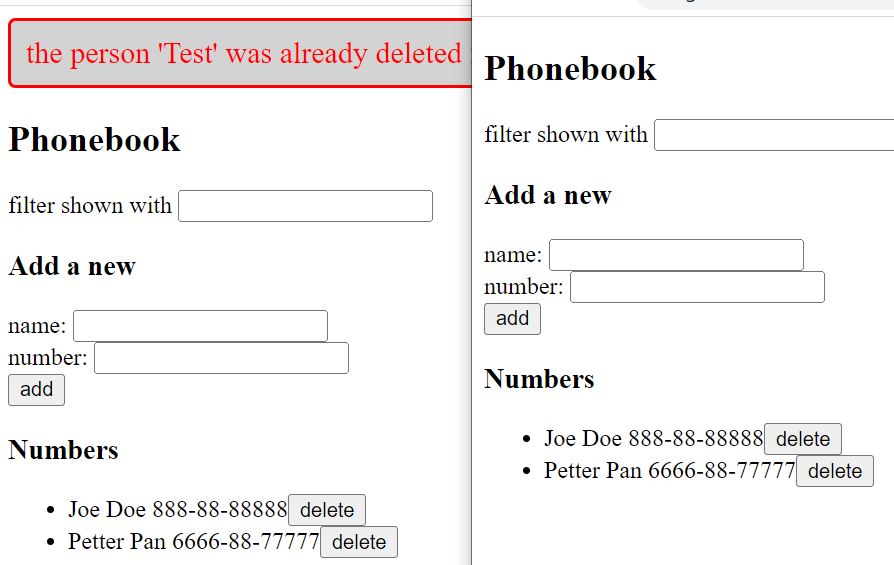 the person 'Test' was already deleted
Phonebook
filter shown with
Add a new
name:
number:
add
Numbers
Joe Doe 888-88-88888 delete
Petter Pan 6666-88-77777 delete
Phonebook
filter shown with
Add a new
name:
number:
add
Numbers
Joe Doe 888-88-88888 delete
Petter Pan 6666-88-77777 delete